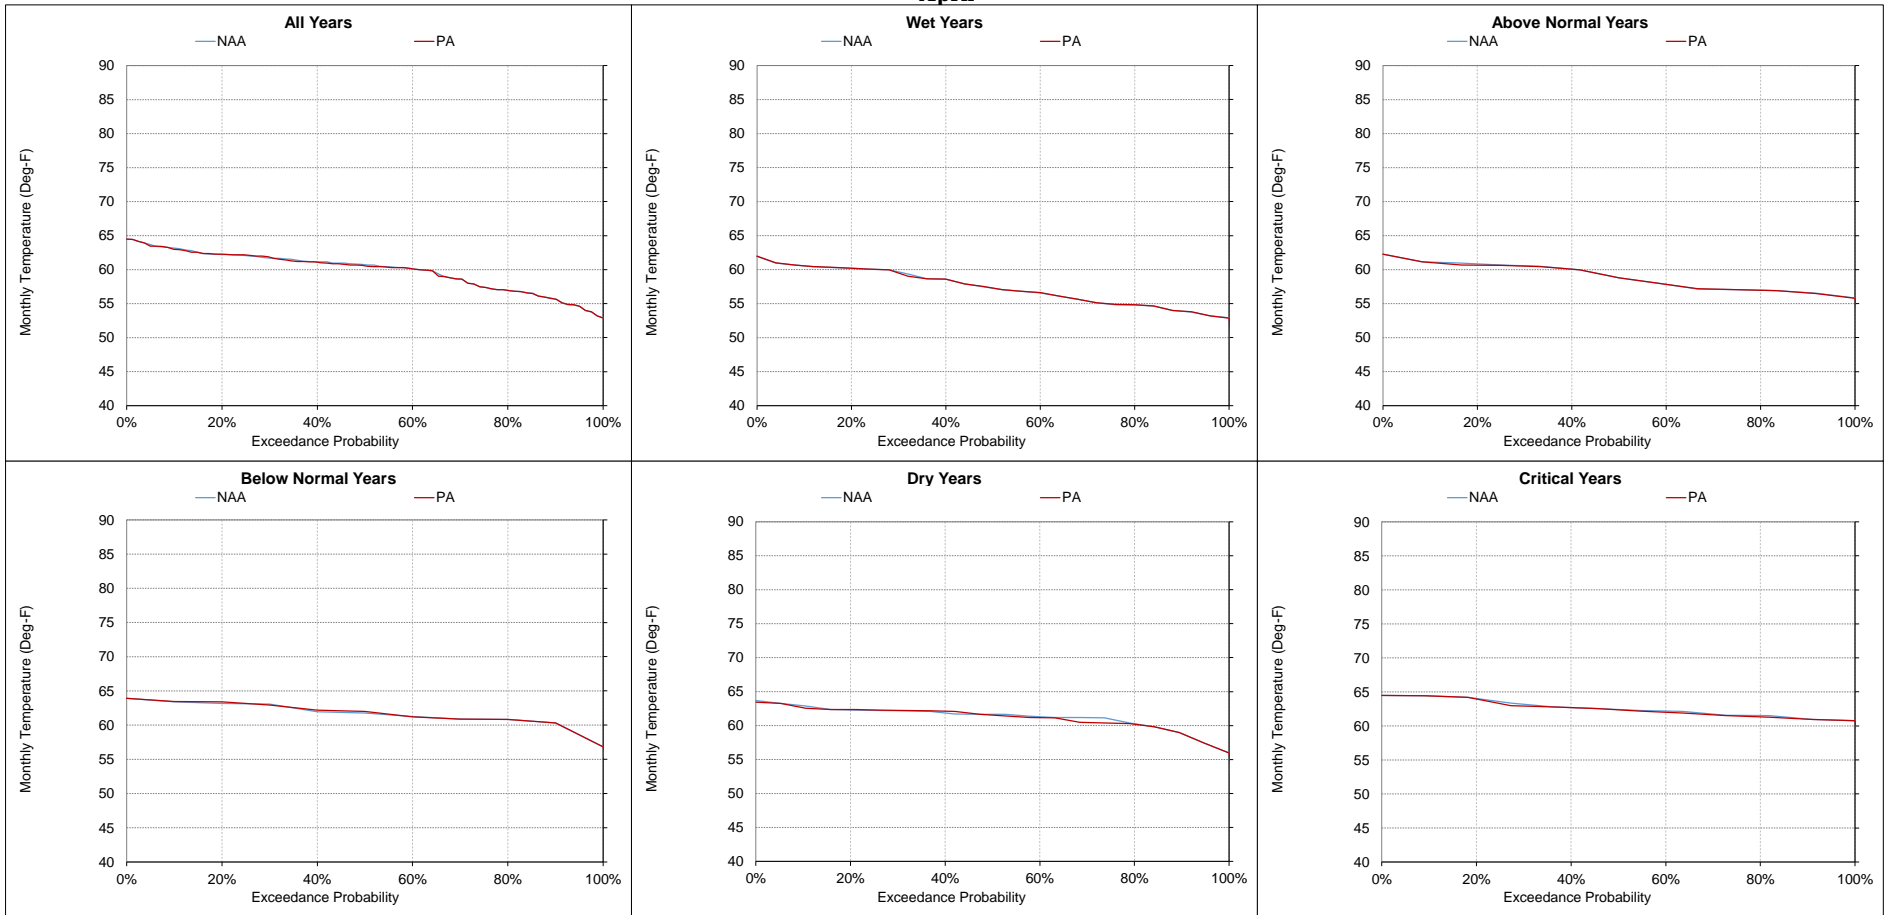 All Years
NAA PA
90
85
80
75
70
65
60
55
50
45
40
Monthly Temperature (Deg-F)
0% 20% 40% 60% 80% 100%
Exceedance Probability
Wet Years
NAA PA
90
85
80
75
70
65
60
55
50
45
40
Monthly Temperature (Deg-F)
0% 20% 40% 60% 80% 100%
Exceedance Probability
Above Normal Years
NAA PA
90
85
80
75
70
65
60
55
50
45
40
Monthly Temperature (Deg-F)
0% 20% 40% 60% 80% 100%
Exceedance Probability
Below Normal Years
NAA PA
90
85
80
75
70
65
60
55
50
45
40
Monthly Temperature (Deg-F)
0% 20% 40% 60% 80% 100%
Exceedance Probability
Dry Years
NAA PA
90
85
80
75
70
65
60
55
50
45
40
Monthly Temperature (Deg-F)
0% 20% 40% 60% 80% 100%
Exceedance Probability
Critical Years
NAA PA
90
85
80
75
70
65
60
55
50
45
40
Monthly Temperature (Deg-F)
0% 20% 40% 60% 80% 100%
Exceedance Probability